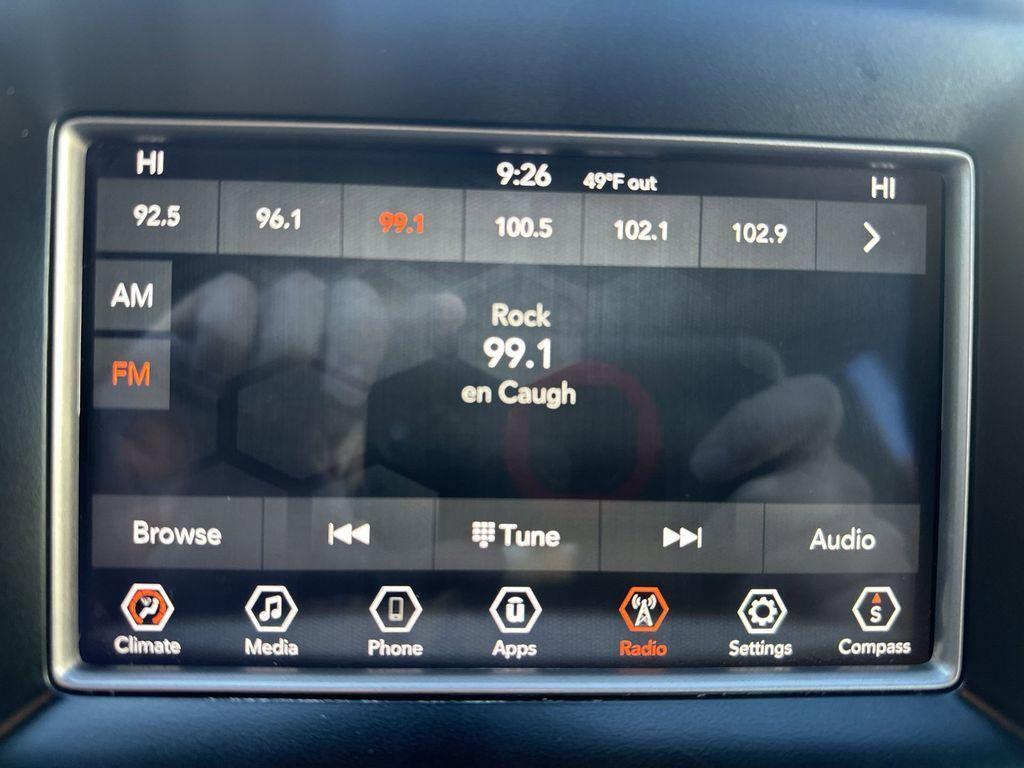 HI 9:26 49°F out HI
92.5 96.1 99.1 100.5 102.1 102.9
AM
FM
Rock
99.1
en Caugh
Browse Tune Audio
S
Climate Media Phone Apps Radio Settings Compass